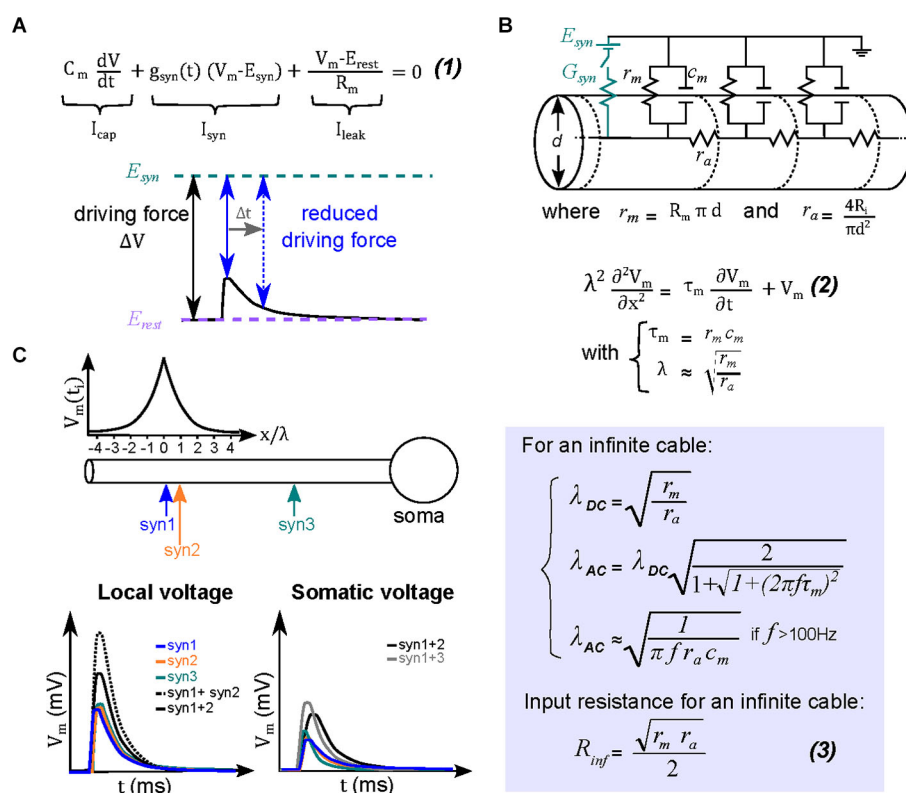 A
C_m dV/dt + g_syn(t) (V_m-E_syn) + (V_m-E_rest)/R_m = 0 (1)
I_cap I_syn I_leak
E_syn
driving force
ΔV
Δt
reduced
driving force
E_rest
B
E_syn
G_syn
r_m
c_m
d
r_a
where r_m = R_m π d and r_a = 4R_i/πd²
λ² ∂²V_m/∂x² = τ_m ∂V_m/∂t + V_m (2)
with
τ_m = r_m c_m
λ ≈ √(r_m/r_a)
C
V_m(t_i)
x/λ
-4 -3 -2 -1 0 1 2 3 4
syn1
syn2
syn3
soma
Local voltage
V_m (mV)
syn1
syn2
syn3
syn1+ syn2
syn1+2
t (ms)
Somatic voltage
V_m (mV)
syn1+2
syn1+3
t (ms)
For an infinite cable:
λ_DC = √(r_m/r_a)
λ_AC = λ_DC √(2/(1+√(1+(2πfτ_m)²)))
λ_AC ≈ √(1/(π f r_a c_m)) if f>100Hz
Input resistance for an infinite cable:
R_inf = √(r_m r_a)/2 (3)